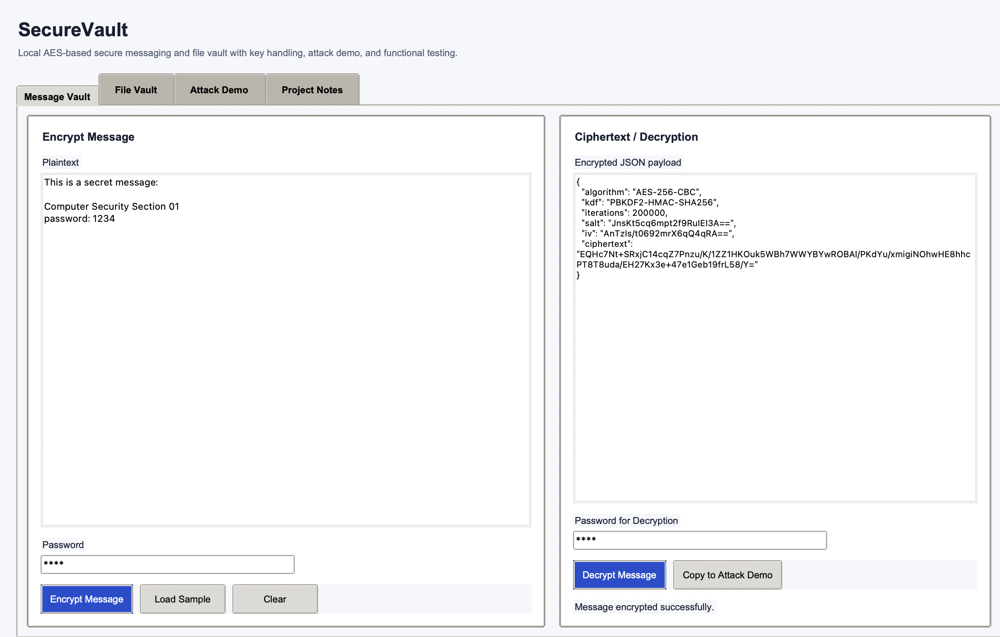 SecureVault
Local AES-based secure messaging and file vault with key handling, attack demo, and functional testing.
Message Vault
File Vault
Attack Demo
Project Notes
Encrypt Message
Plaintext
This is a secret message:
Computer Security Section 01
password: 1234
Password
****
Encrypt Message
Load Sample
Clear
Ciphertext / Decryption
Encrypted JSON payload
{
"algorithm": "AES-256-CBC",
"kdf": "PBKDF2-HMAC-SHA256",
"iterations": 200000,
"salt": "JnsKt5cq6mpt2f9RuIEI3A==",
"iv": "AnTzIs/t0692mrX6qQ4qRA==",
"ciphertext":
"EQHc7Nt+SRxjC14cqZ7Pnzu/K/1ZZ1HKOuk5WBh7WWYBYwROBAl/PKdYu/xmigiNOhwHE8hhc
PT8T8uda/EH27Kx3e+47e1Geb19frL58/Y="
}
Password for Decryption
****
Decrypt Message
Copy to Attack Demo
Message encrypted successfully.